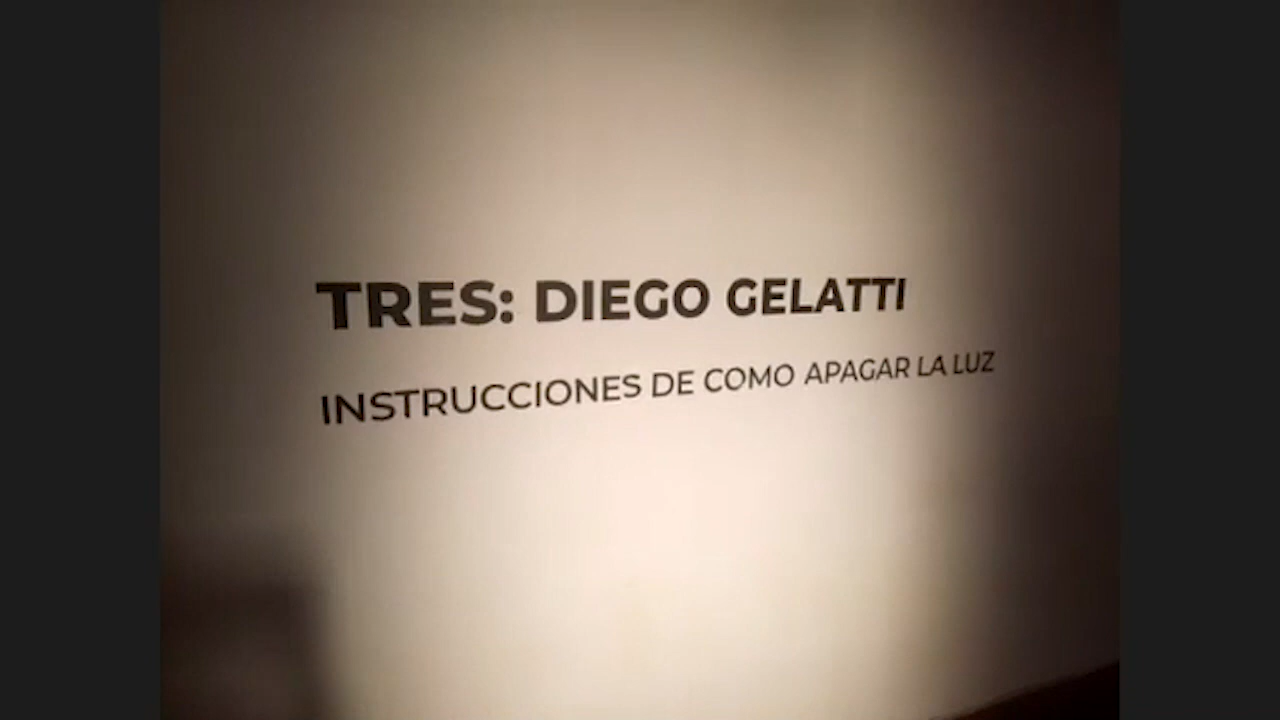 TRES: DIEGO GELATTI
INSTRUCCIONES DE COMO APAGAR LA LUZ